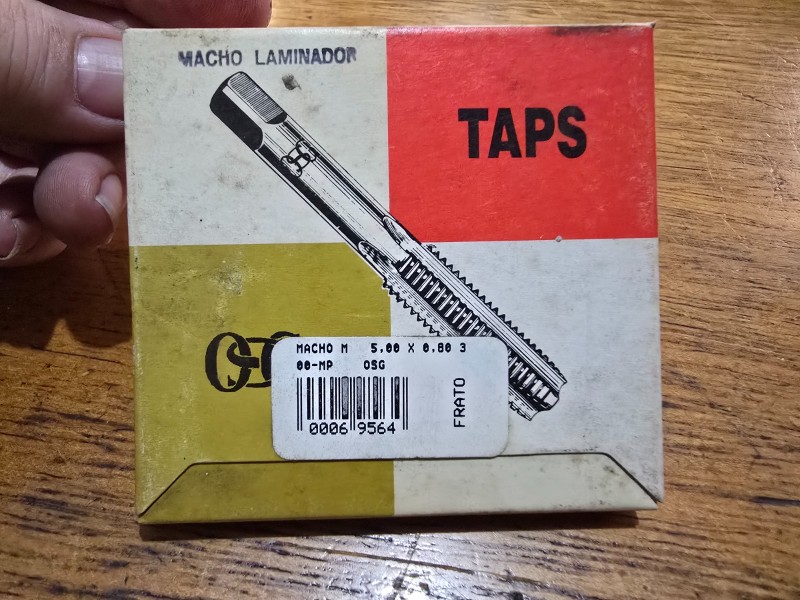 MACHO LAMINADOR
TAPS
MACHO M 5,00 X 0.80 3
00-MP OSG
0006 9564
FRATO